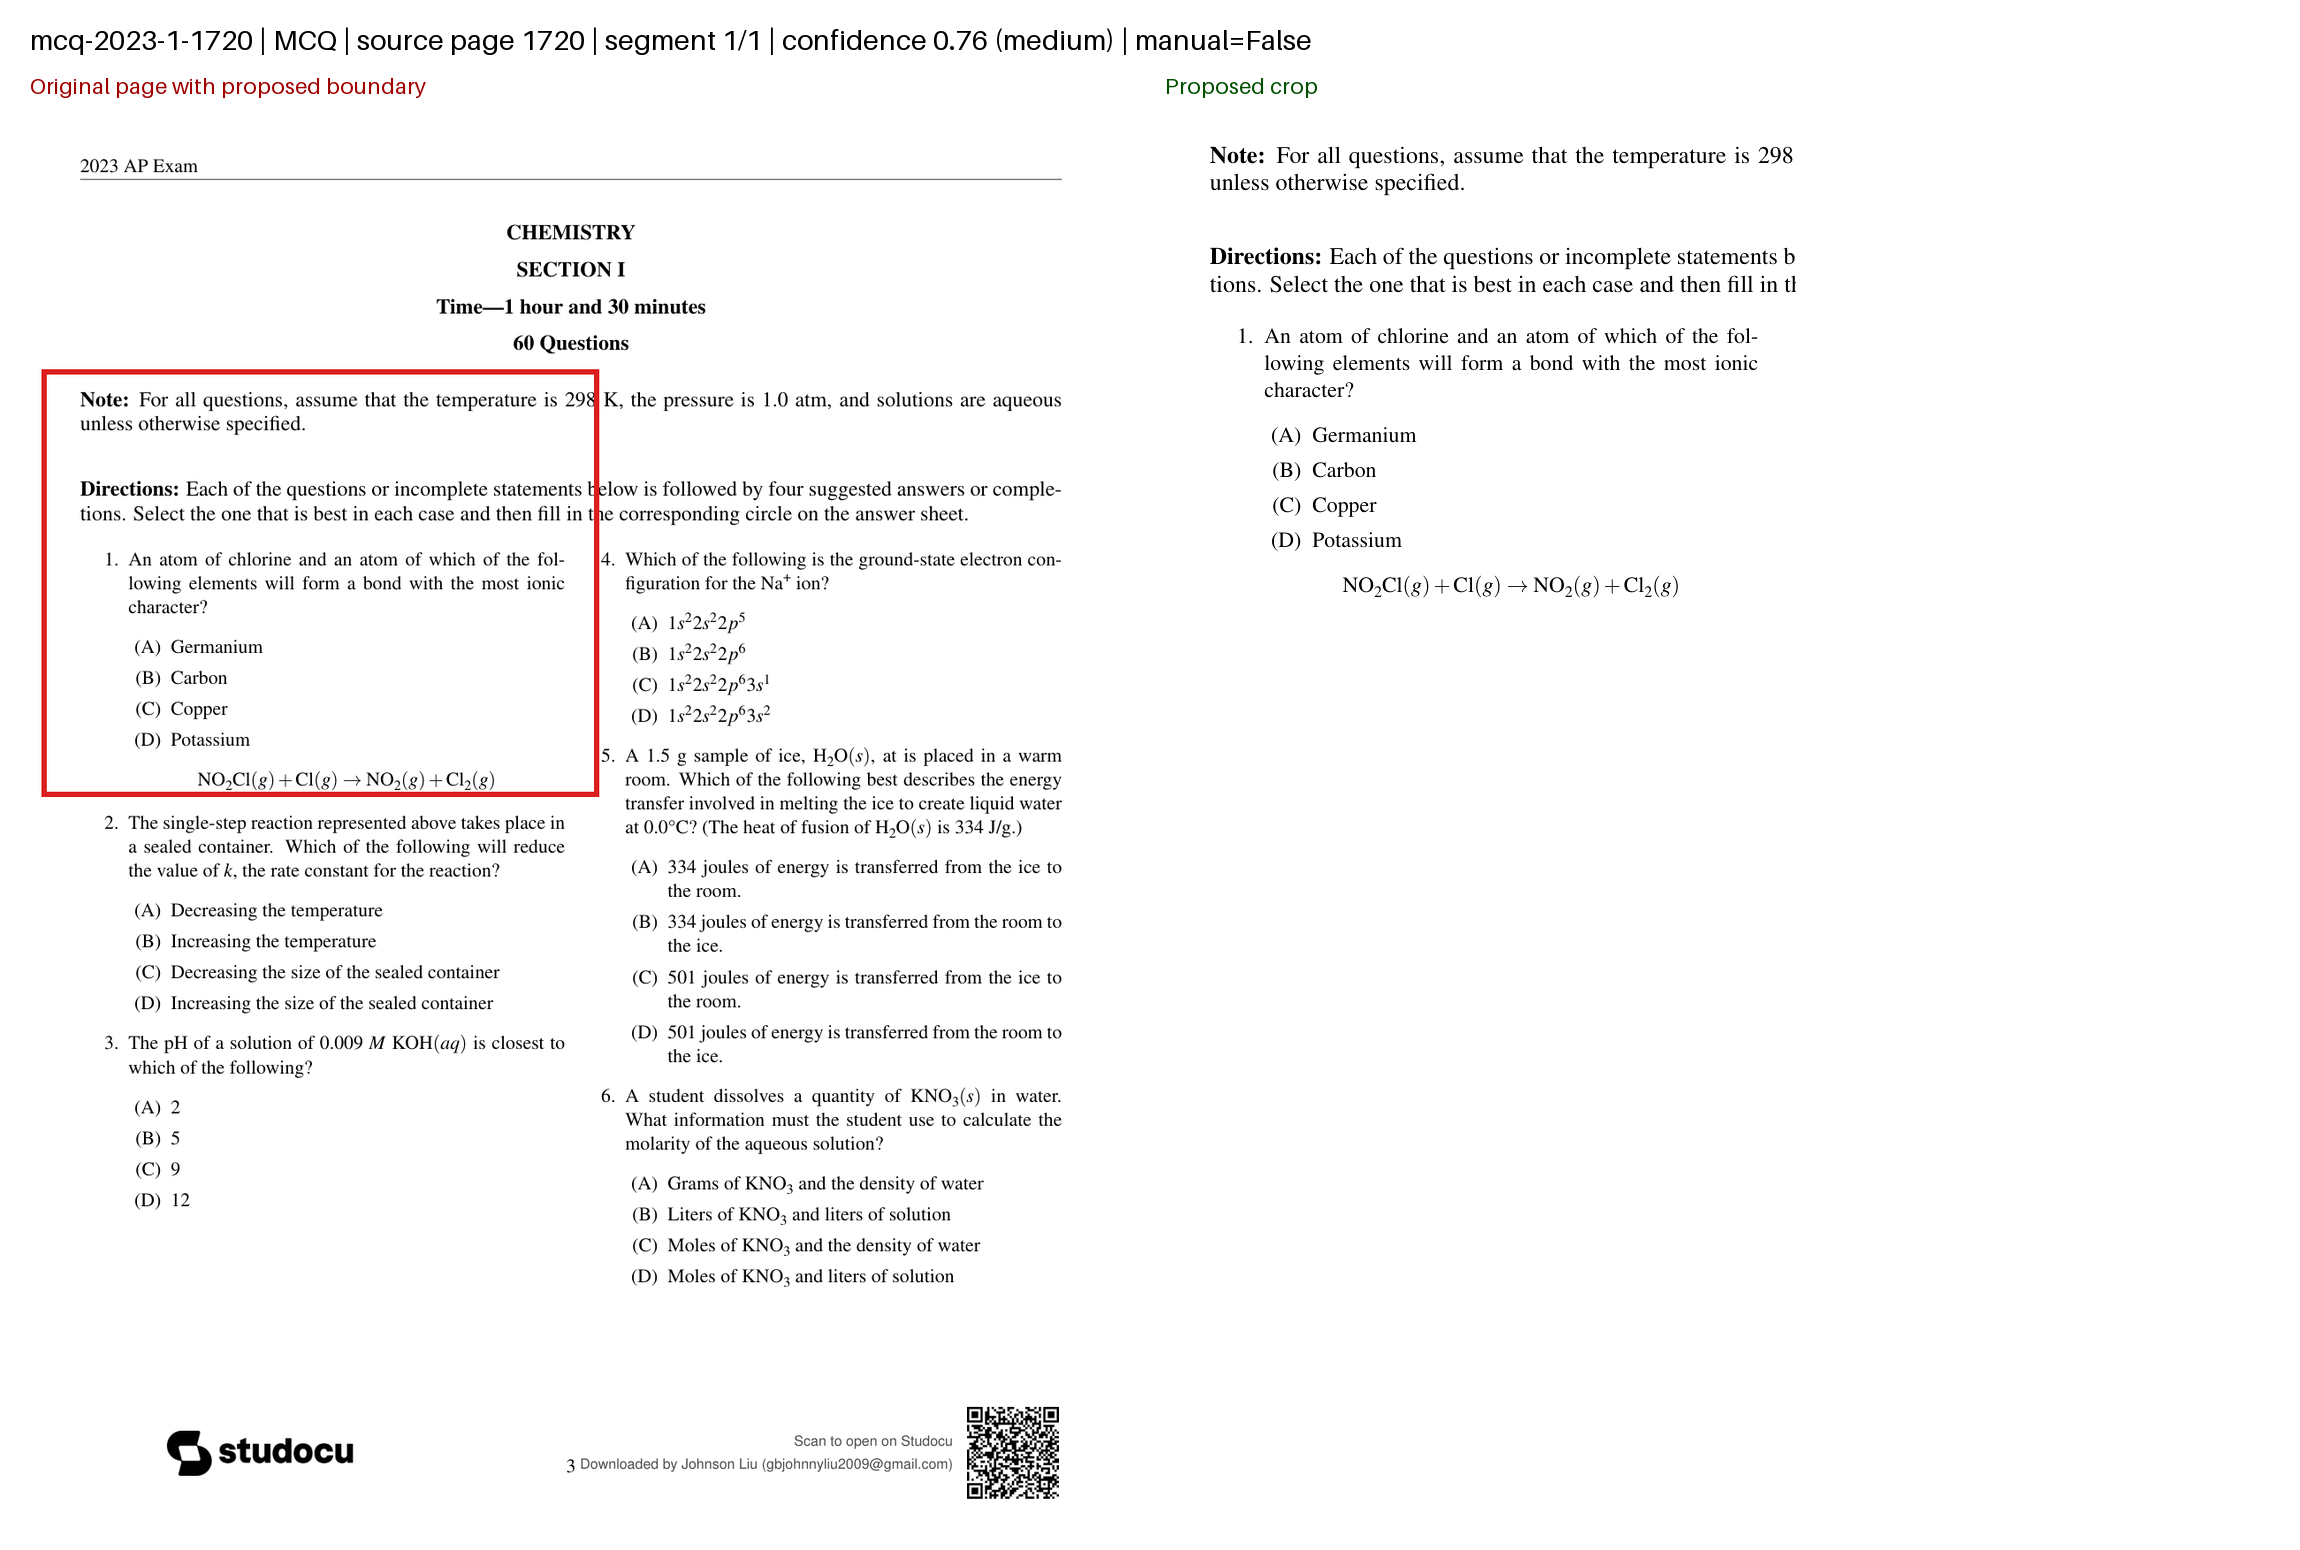 mcq-2023-1-1720 | MCQ | source page 1720 | segment 1/1 | confidence 0.76 (medium) | manual=False
Original page with proposed boundary
2023 AP Exam
CHEMISTRY
SECTION I
Time—1 hour and 30 minutes
60 Questions
Note: For all questions, assume that the temperature is 298 K, the pressure is 1.0 atm, and solutions are aqueous
unless otherwise specified.
Directions: Each of the questions or incomplete statements below is followed by four suggested answers or comple-
tions. Select the one that is best in each case and then fill in the corresponding circle on the answer sheet.
1. An atom of chlorine and an atom of which of the fol-
lowing elements will form a bond with the most ionic
character?
(A) Germanium
(B) Carbon
(C) Copper
(D) Potassium
NO₂Cl(g) + Cl(g) → NO₂(g) + Cl₂(g)
2. The single-step reaction represented above takes place in
a sealed container. Which of the following will reduce
the value of k, the rate constant for the reaction?
(A) Decreasing the temperature
(B) Increasing the temperature
(C) Decreasing the size of the sealed container
(D) Increasing the size of the sealed container
3. The pH of a solution of 0.009 M KOH(aq) is closest to
which of the following?
(A) 2
(B) 5
(C) 9
(D) 12
4. Which of the following is the ground-state electron con-
figuration for the Na⁺ ion?
(A) 1s²2s²2p⁵
(B) 1s²2s²2p⁶
(C) 1s²2s²2p⁶3s¹
(D) 1s²2s²2p⁶3s²
5. A 1.5 g sample of ice, H₂O(s), at is placed in a warm
room. Which of the following best describes the energy
transfer involved in melting the ice to create liquid water
at 0.0°C? (The heat of fusion of H₂O(s) is 334 J/g.)
(A) 334 joules of energy is transferred from the ice to
the room.
(B) 334 joules of energy is transferred from the room to
the ice.
(C) 501 joules of energy is transferred from the ice to
the room.
(D) 501 joules of energy is transferred from the room to
the ice.
6. A student dissolves a quantity of KNO₃(s) in water.
What information must the student use to calculate the
molarity of the aqueous solution?
(A) Grams of KNO₃ and the density of water
(B) Liters of KNO₃ and liters of solution
(C) Moles of KNO₃ and the density of water
(D) Moles of KNO₃ and liters of solution
studocu
Scan to open on Studocu
3 Downloaded by Johnson Liu (gbjohnnyliu2009@gmail.com)
Proposed crop
Note: For all questions, assume that the temperature is 298
unless otherwise specified.
Directions: Each of the questions or incomplete statements b
tions. Select the one that is best in each case and then fill in th
1. An atom of chlorine and an atom of which of the fol-
lowing elements will form a bond with the most ionic
character?
(A) Germanium
(B) Carbon
(C) Copper
(D) Potassium
NO₂Cl(g) + Cl(g) → NO₂(g) + Cl₂(g)